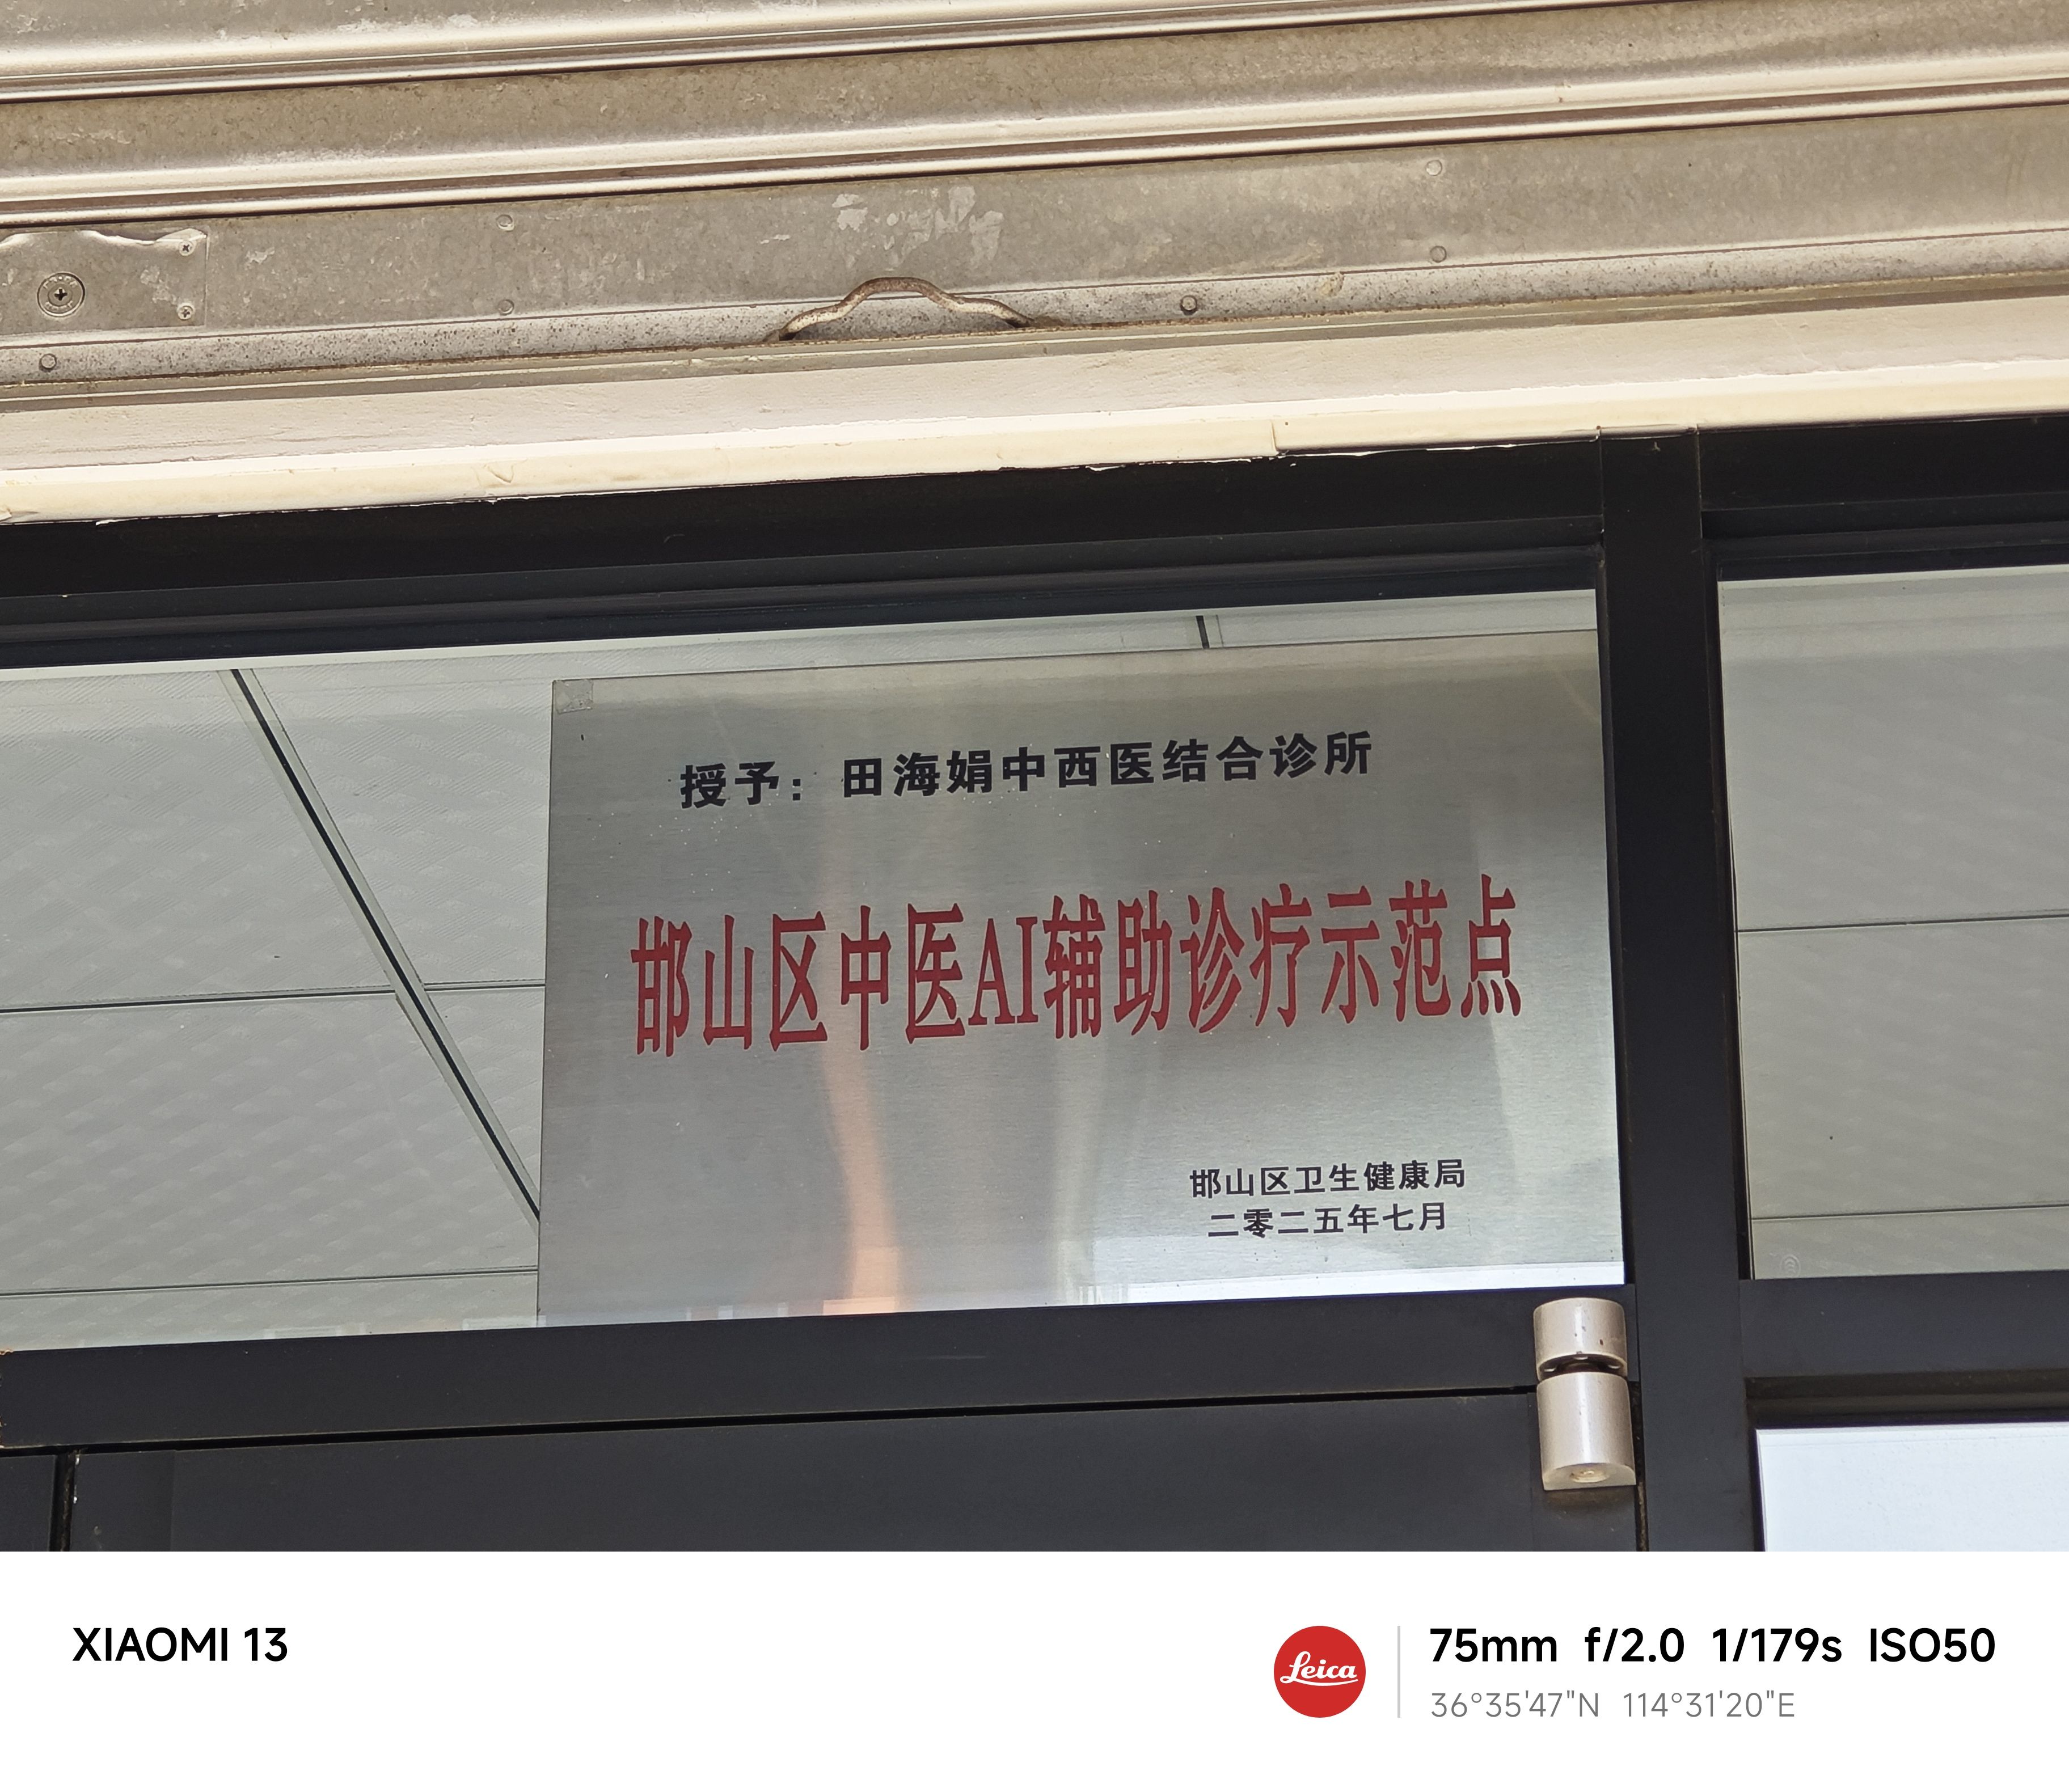 授予：田海娟中西医结合诊所
邯山区中医AI辅助诊疗示范点
邯山区卫生健康局
二零二五年七月
XIAOMI 13
Leica
75mm f/2.0 1/179s ISO50
36°35'47"N 114°31'20"E